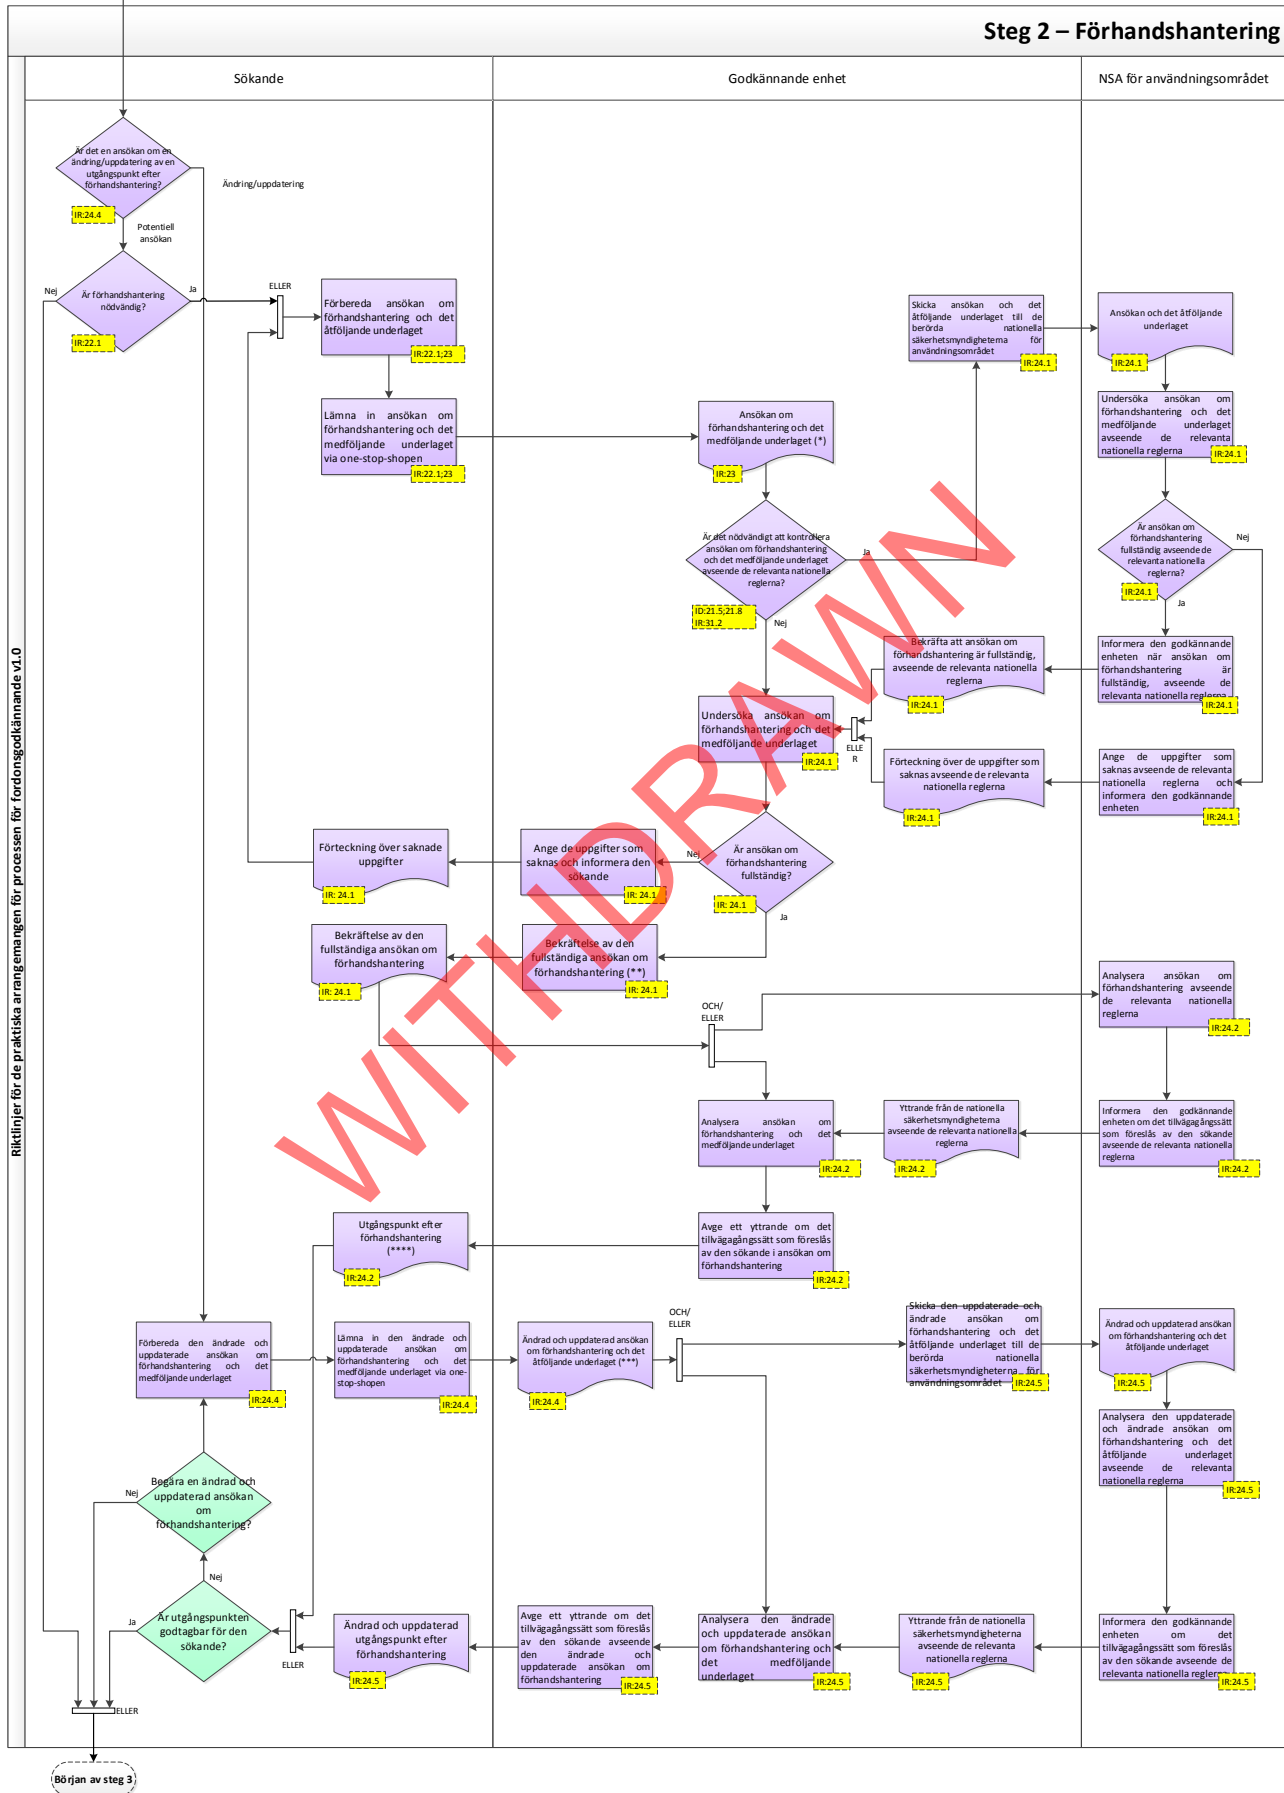 Steg 2 – Förhandshantering
Sökande
Godkännande enhet
NSA för användningsområdet
Riktlinjer för de praktiska arrangemangen för processen för fordonsgodkännande v1.0
Är det en ansökan om en
ändring/uppdatering av en
utgångspunkt efter
förhandshantering?
IR:24.4
Ändring/uppdatering
Potentiell
ansökan
Är förhandshantering
nödvändig?
IR:22.1
Nej
Ja
ELLER
Förbereda ansökan om
förhandshantering och det
åtföljande underlaget
IR:22.1;23
Lämna in ansökan om
förhandshantering och det
medföljande underlaget
via one-stop-shopen
IR:22.1;23
Ansökan om
förhandshantering och det
medföljande underlaget (*)
IR:23
Är det nödvändigt att kontrollera
ansökan om förhandshantering
och det medföljande underlaget
avseende de relevanta nationella
reglerna?
ID:21.5;21.8
IR:31.2
Ja
Nej
Skicka ansökan och det
åtföljande underlaget till de
berörda nationella
säkerhetsmyndigheterna för
användningsområdet
IR:24.1
Ansökan och det åtföljande
underlaget
IR:24.1
Undersöka ansökan om
förhandshantering och det
medföljande underlaget
avseende de relevanta
nationella reglerna
IR:24.1
Är ansökan om
förhandshantering
fullständig avseende de
relevanta nationella
reglerna?
IR:24.1
Nej
Ja
Informera den godkännande
enheten när ansökan om
förhandshantering är
fullständig, avseende de
relevanta nationella reglerna
IR:24.1
Bekräfta att ansökan om
förhandshantering är fullständig,
avseende de relevanta nationella
reglerna
IR:24.1
Undersöka ansökan om
förhandshantering och det
medföljande underlaget
IR:24.1
ELLE
R
Förteckning över de uppgifter som
saknas avseende de relevanta
nationella reglerna
IR:24.1
Ange de uppgifter som
saknas avseende de relevanta
nationella reglerna och
informera den godkännande
enheten
IR:24.1
Är ansökan om
förhandshantering
fullständig?
IR: 24.1
Nej
Ja
Ange de uppgifter som
saknas och informera den
sökande
IR: 24.1
Förteckning över saknade
uppgifter
IR: 24.1
Bekräftelse av den
fullständiga ansökan om
förhandshantering
IR: 24.1
Bekräftelse av den
fullständiga ansökan om
förhandshantering (**)
IR: 24.1
OCH/
ELLER
Analysera ansökan om
förhandshantering avseende
de relevanta nationella
reglerna
IR:24.2
Analysera ansökan om
förhandshantering och det
medföljande underlaget
IR:24.2
Yttrande från de nationella
säkerhetsmyndigheterna
avseende de relevanta nationella
reglerna
IR:24.2
Informera den godkännande
enheten om det tillvägagångssätt
som föreslås av den sökande
avseende de relevanta nationella
reglerna
IR:24.2
Avge ett yttrande om det
tillvägagångssätt som föreslås
av den sökande i ansökan om
förhandshantering
IR:24.2
Utgångspunkt efter
förhandshantering
(****)
IR:24.2
Förbereda den ändrade och
uppdaterade ansökan om
förhandshantering och det
medföljande underlaget
IR:24.4
Lämna in den ändrade och
uppdaterade ansökan om
förhandshantering och det
medföljande underlaget via one-
stop-shopen
IR:24.4
Ändrad och uppdaterad ansökan
om förhandshantering och det
åtföljande underlaget (***)
IR:24.4
OCH/
ELLER
Skicka den uppdaterade och
ändrade ansökan om
förhandshantering och det
åtföljande underlaget till de
berörda nationella
säkerhetsmyndigheterna för
användningsområdet
IR:24.5
Ändrad och uppdaterad ansökan
om förhandshantering och det
åtföljande underlaget
IR:24.5
Analysera den uppdaterade
och ändrade ansökan om
förhandshantering och det
åtföljande underlaget
avseende de relevanta
nationella reglerna
IR:24.5
Begära en ändrad och
uppdaterad ansökan
om
förhandshantering?
Nej
Nej
Är utgångspunkten
godtagbar för den
sökande?
Ja
ELLER
Ändrad och uppdaterad
utgångspunkt efter
förhandshantering
IR:24.5
Avge ett yttrande om det
tillvägagångssätt som föreslås
av den sökande avseende
den ändrade och
uppdaterade ansökan om
förhandshantering
IR:24.5
Analysera den ändrade
och uppdaterade ansökan
om förhandshantering och
det medföljande
underlaget
IR:24.5
Yttrande från de nationella
säkerhetsmyndigheterna
avseende de relevanta
nationella reglerna
IR:24.5
Informera den godkännande
enheten om det
tillvägagångssätt som föreslås
av den sökande avseende de
relevanta nationella reglerna
IR:24.5
ELLER
Början av steg 3
WITHDRAWN